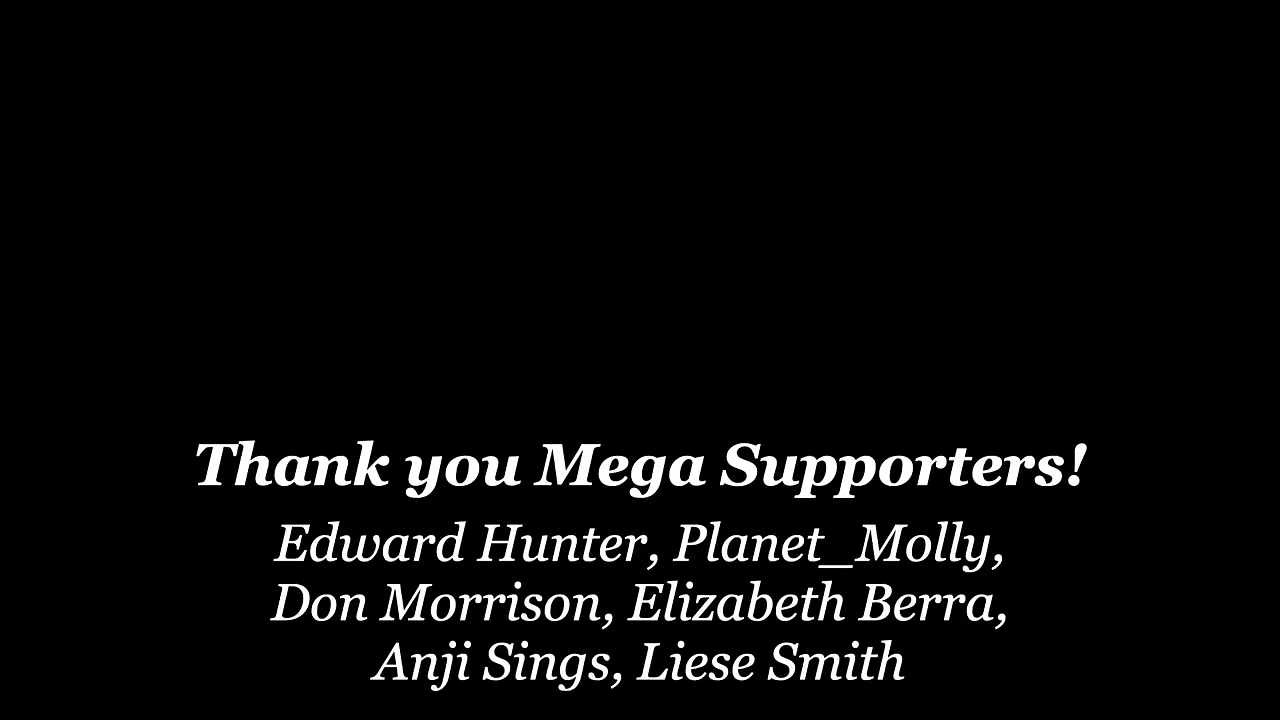 Thank you Mega Supporters!
Edward Hunter, Planet_Molly,
Don Morrison, Elizabeth Berra,
Anji Sings, Liese Smith